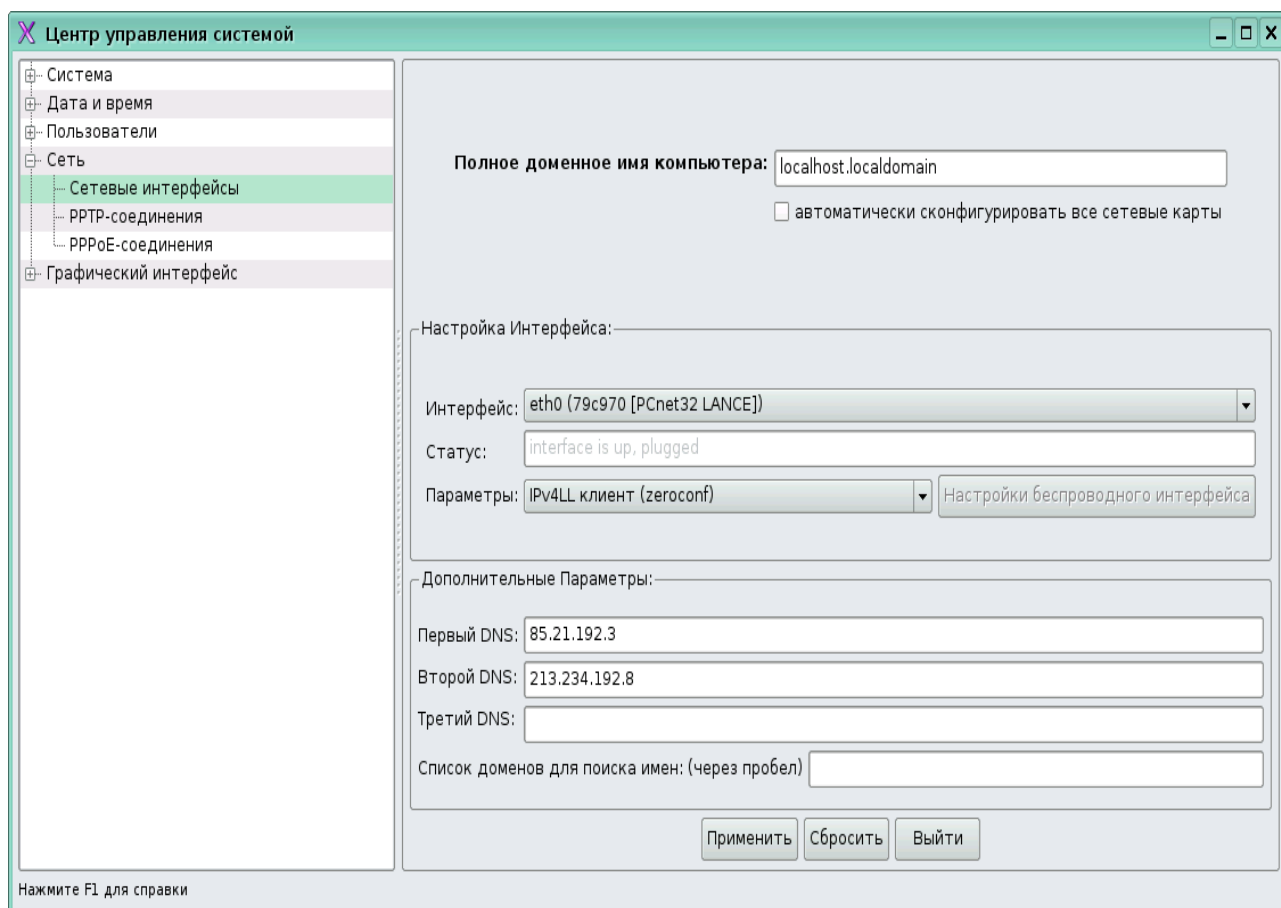 Центр управления системой
Система
Дата и время
Пользователи
Сеть
Сетевые интерфейсы
PPTP-соединения
PPPoE-соединения
Графический интерфейс
Полное доменное имя компьютера: localhost.localdomain
автоматически сконфигурировать все сетевые карты
Настройка Интерфейса:
Интерфейс: eth0 (79c970 [PCnet32 LANCE])
Статус: interface is up, plugged
Параметры: IPv4LL клиент (zeroconf) Настройки беспроводного интерфейса
Дополнительные Параметры:
Первый DNS: 85.21.192.3
Второй DNS: 213.234.192.8
Третий DNS:
Список доменов для поиска имен: (через пробел)
Применить Сбросить Выйти
Нажмите F1 для справки